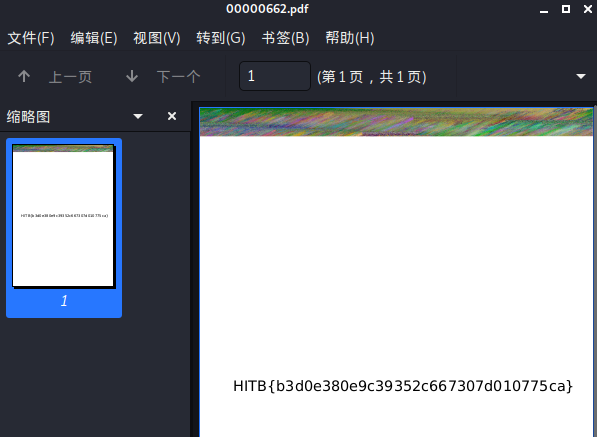 00000662.pdf
文件(F) 编辑(E) 视图(V) 转到(G) 书签(B) 帮助(H)
上一页 下一个 1 (第1页，共1页)
缩略图
HITB{b3d0e380e9c39352c667307d010775ca}
1
HITB{b3d0e380e9c39352c667307d010775ca}